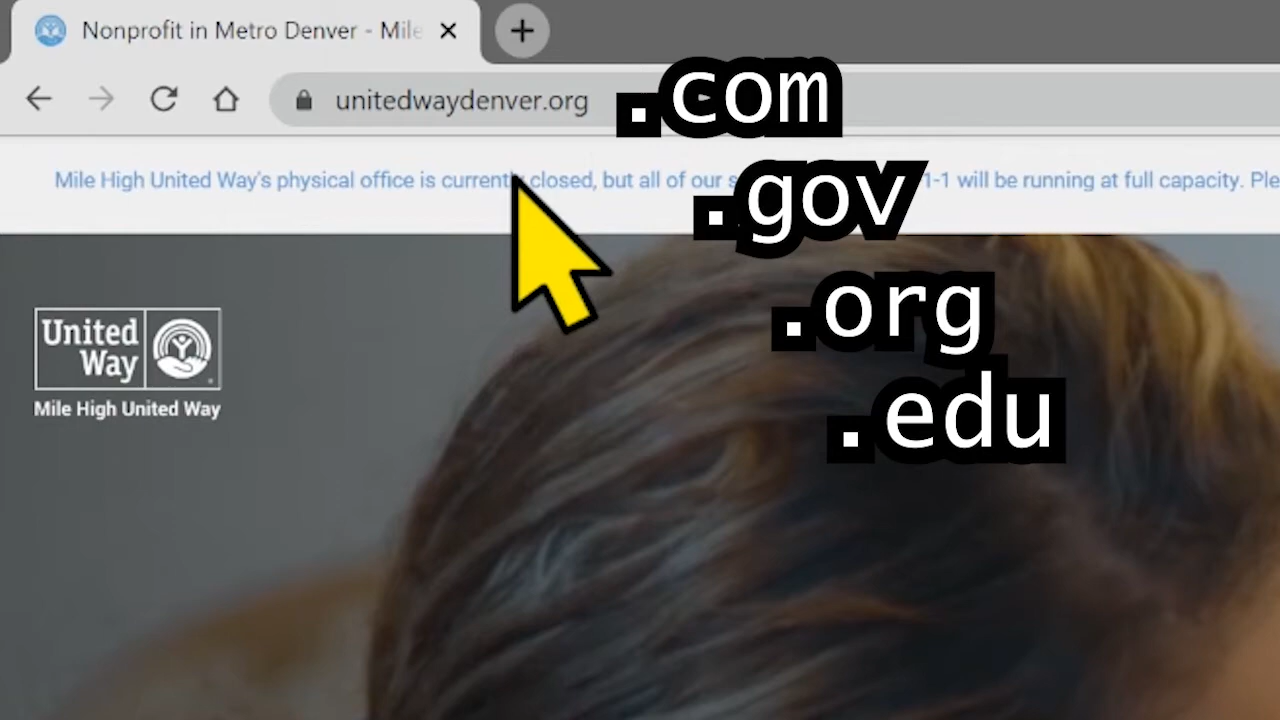 Nonprofit in Metro Denver - Mile
unitedwaydenver.org
.com
Mile High United Way's physical office is currently closed, but all of our 1-1 will be running at full capacity.
.gov
.org
United
Way
Mile High United Way
.edu